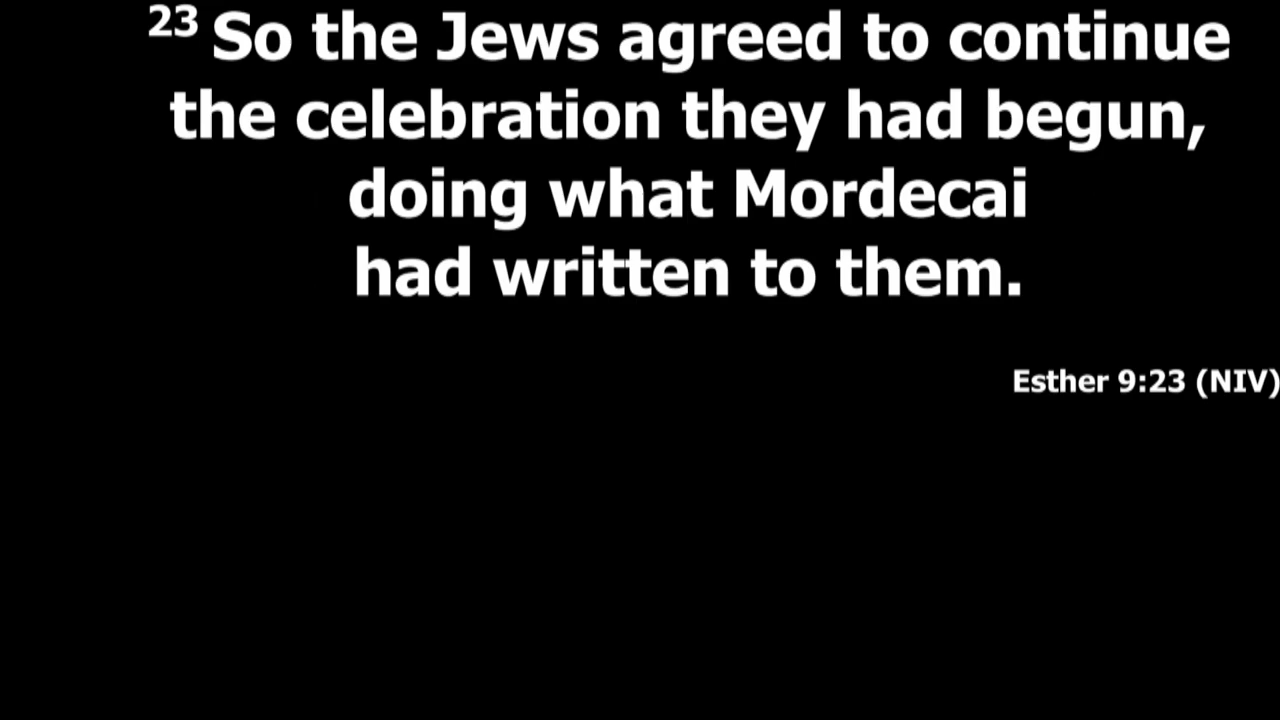 23 So the Jews agreed to continue
the celebration they had begun,
doing what Mordecai
had written to them.
Esther 9:23 (NIV)